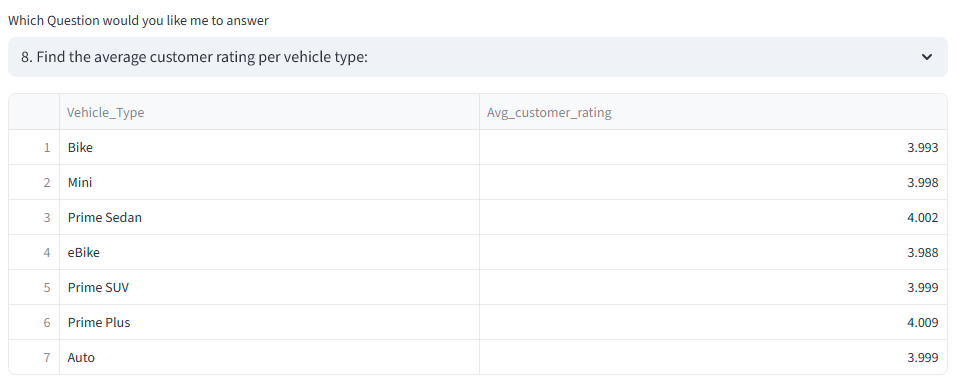 Which Question would you like me to answer
8. Find the average customer rating per vehicle type:
Vehicle_Type Avg_customer_rating
1 Bike 3.993
2 Mini 3.998
3 Prime Sedan 4.002
4 eBike 3.988
5 Prime SUV 3.999
6 Prime Plus 4.009
7 Auto 3.999